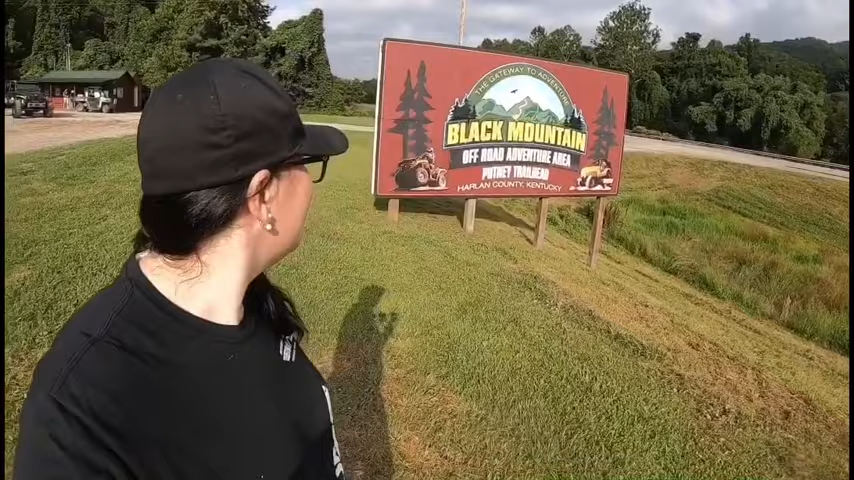 THE GATEWAY TO ADVENTURE
BLACK MOUNTAIN
OFF ROAD ADVENTURE AREA
PUTNEY TRAILHEAD
HARLAN COUNTY, KENTUCKY